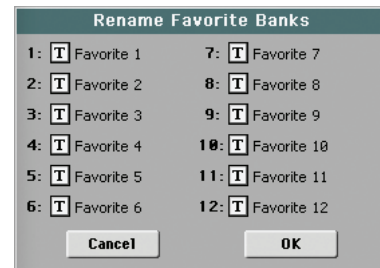 Rename Favorite Banks
1: T Favorite 1
2: T Favorite 2
3: T Favorite 3
4: T Favorite 4
5: T Favorite 5
6: T Favorite 6
7: T Favorite 7
8: T Favorite 8
9: T Favorite 9
10: T Favorite 10
11: T Favorite 11
12: T Favorite 12
Cancel
OK